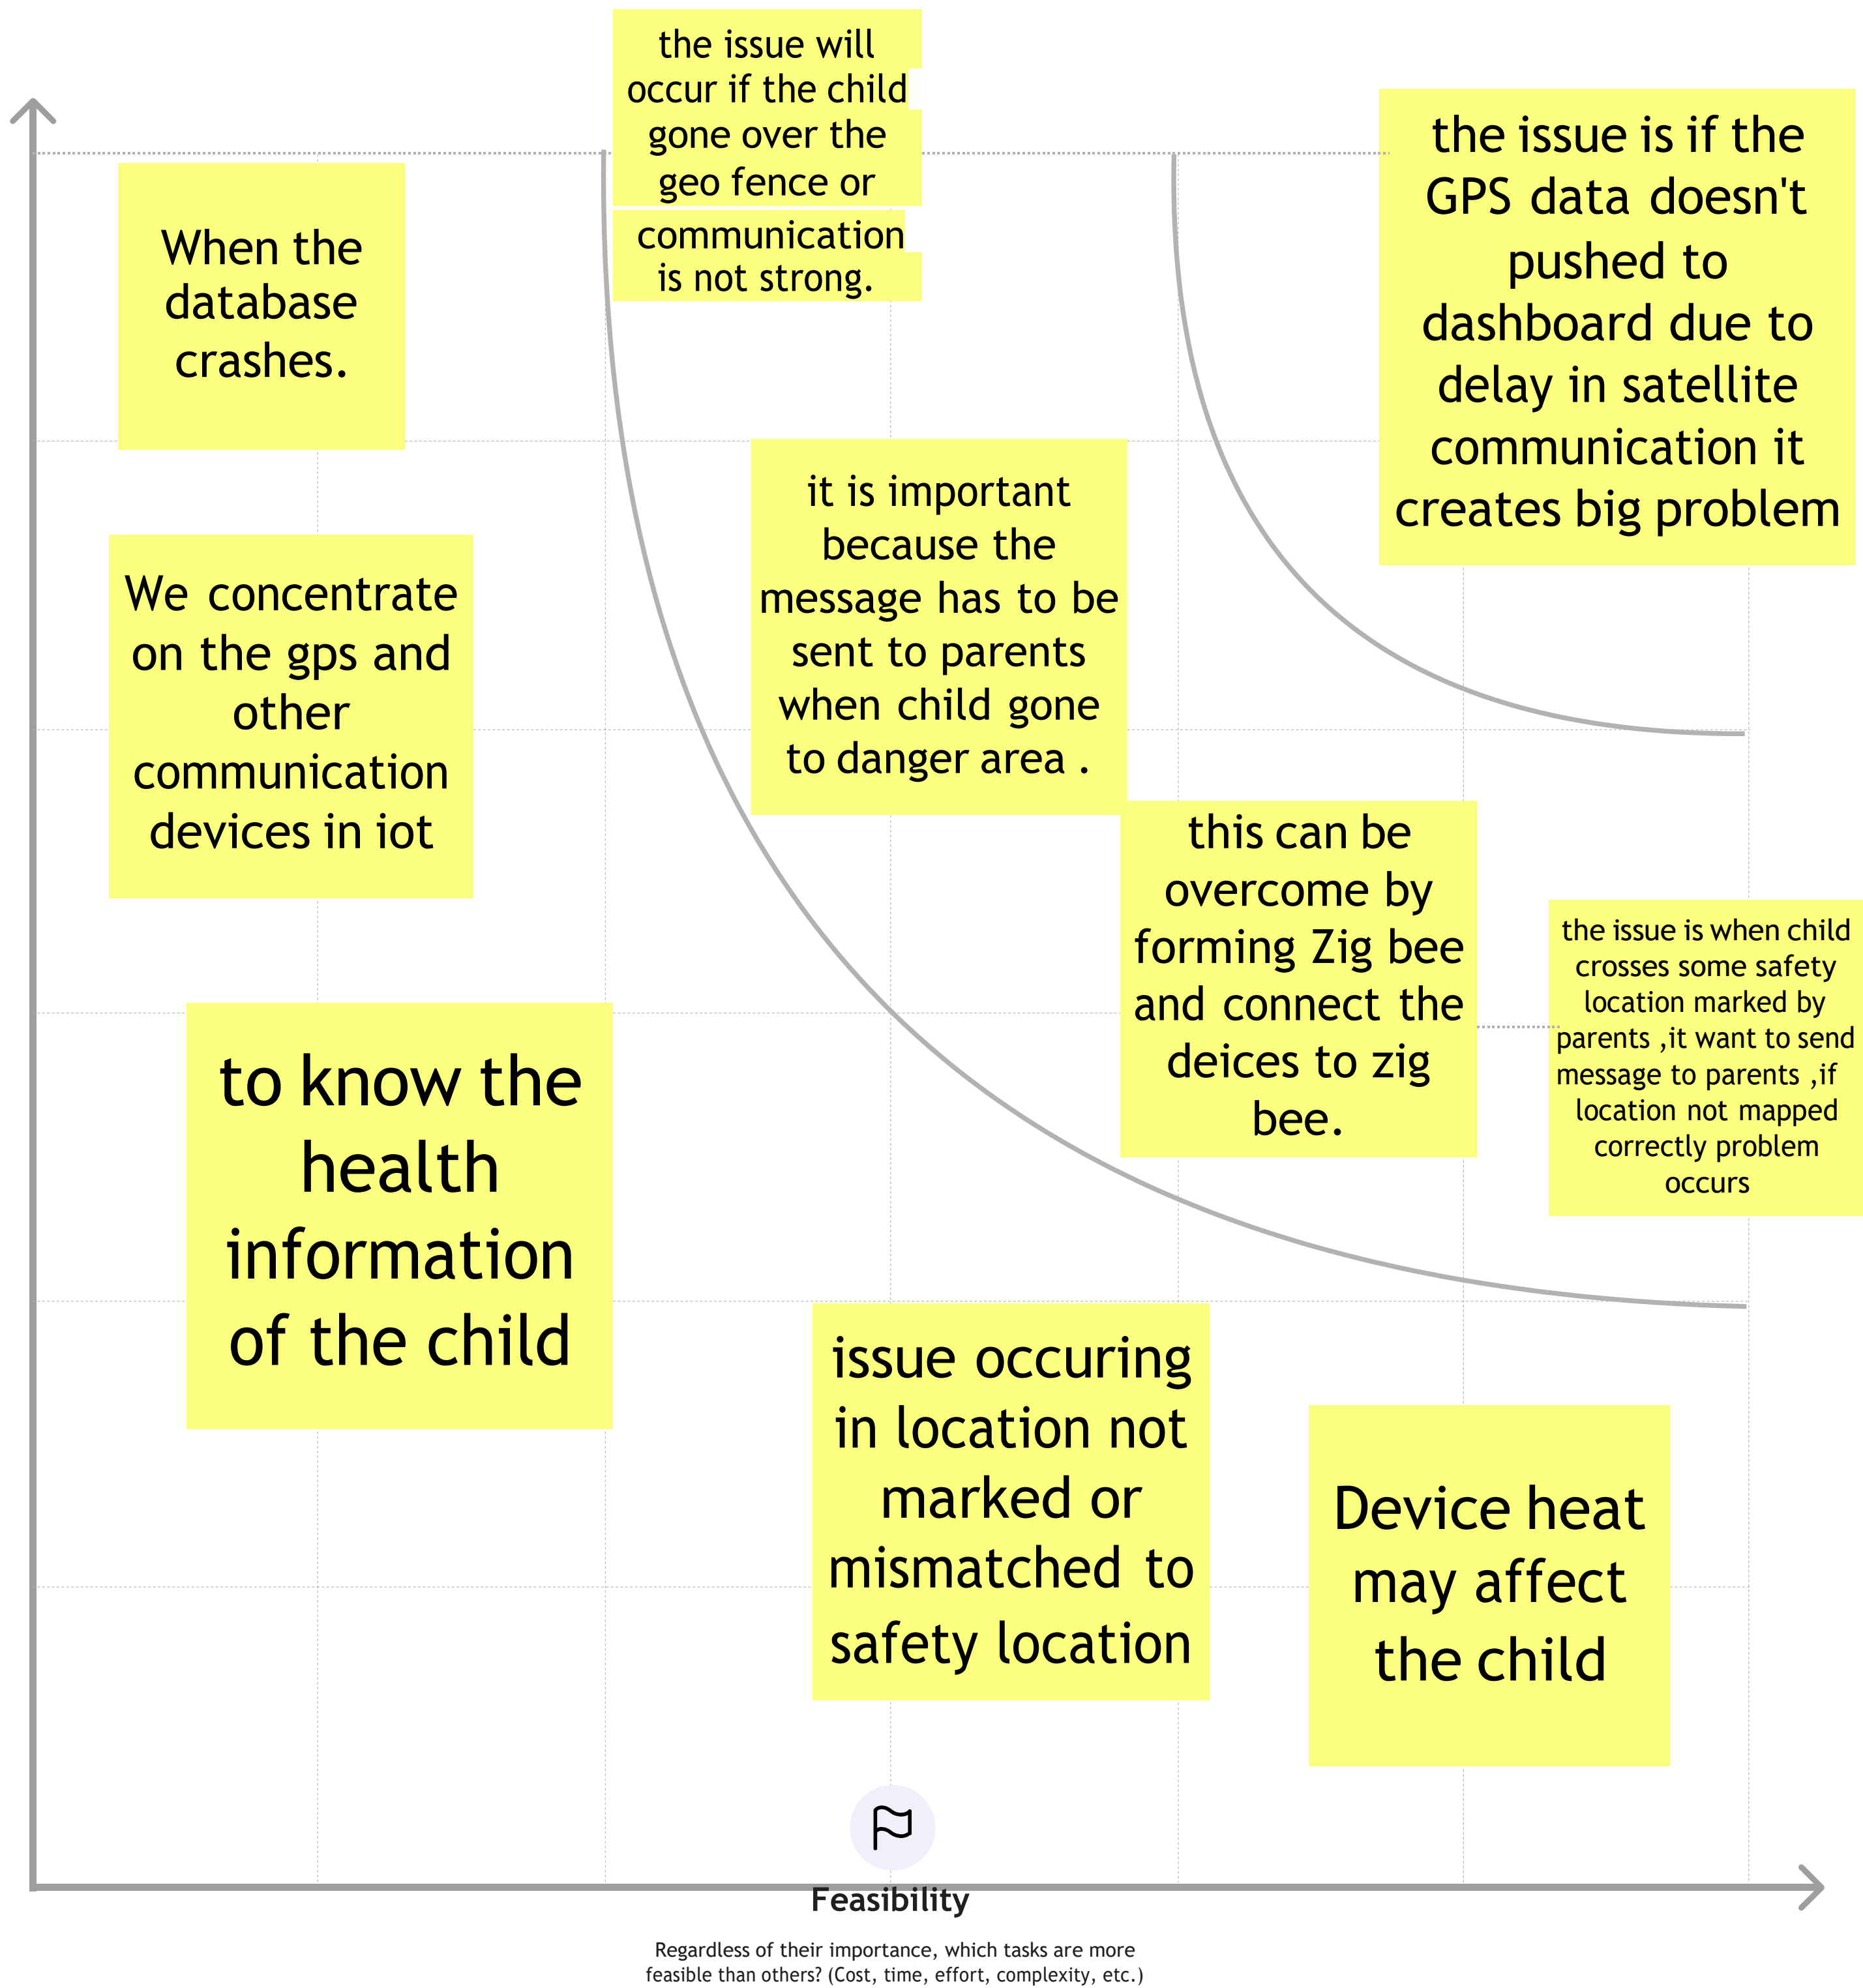 the issue will
occur if the child
gone over the
geo fence or
communication
is not strong.
the issue is if the
GPS data doesn't
pushed to
dashboard due to
delay in satellite
communication it
creates big problem
When the
database
crashes.
it is important
because the
message has to be
sent to parents
when child gone
to danger area .
We concentrate
on the gps and
other
communication
devices in iot
this can be
overcome by
forming Zig bee
and connect the
deices to zig
bee.
the issue is when child
crosses some safety
location marked by
parents ,it want to send
message to parents ,if
location not mapped
correctly problem
occurs
to know the
health
information
of the child
issue occuring
in location not
marked or
mismatched to
safety location
Device heat
may affect
the child
Feasibility
Regardless of their importance, which tasks are more
feasible than others? (Cost, time, effort, complexity, etc.)